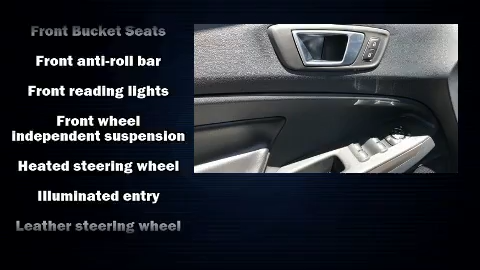 Front Bucket Seats
Front anti-roll bar
Front reading lights
Front wheel
independent suspension
Heated steering wheel
Illuminated entry
Leather steering wheel